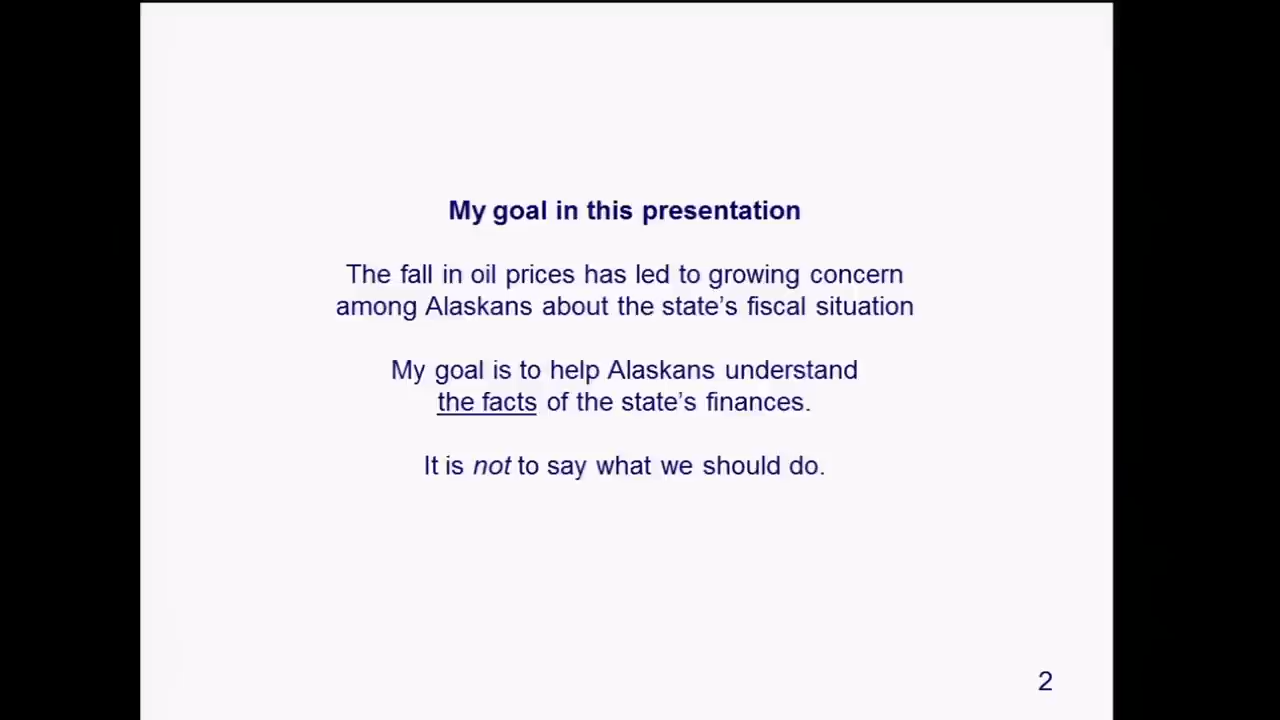 My goal in this presentation
The fall in oil prices has led to growing concern
among Alaskans about the state’s fiscal situation
My goal is to help Alaskans understand
the facts of the state’s finances.
It is not to say what we should do.
2